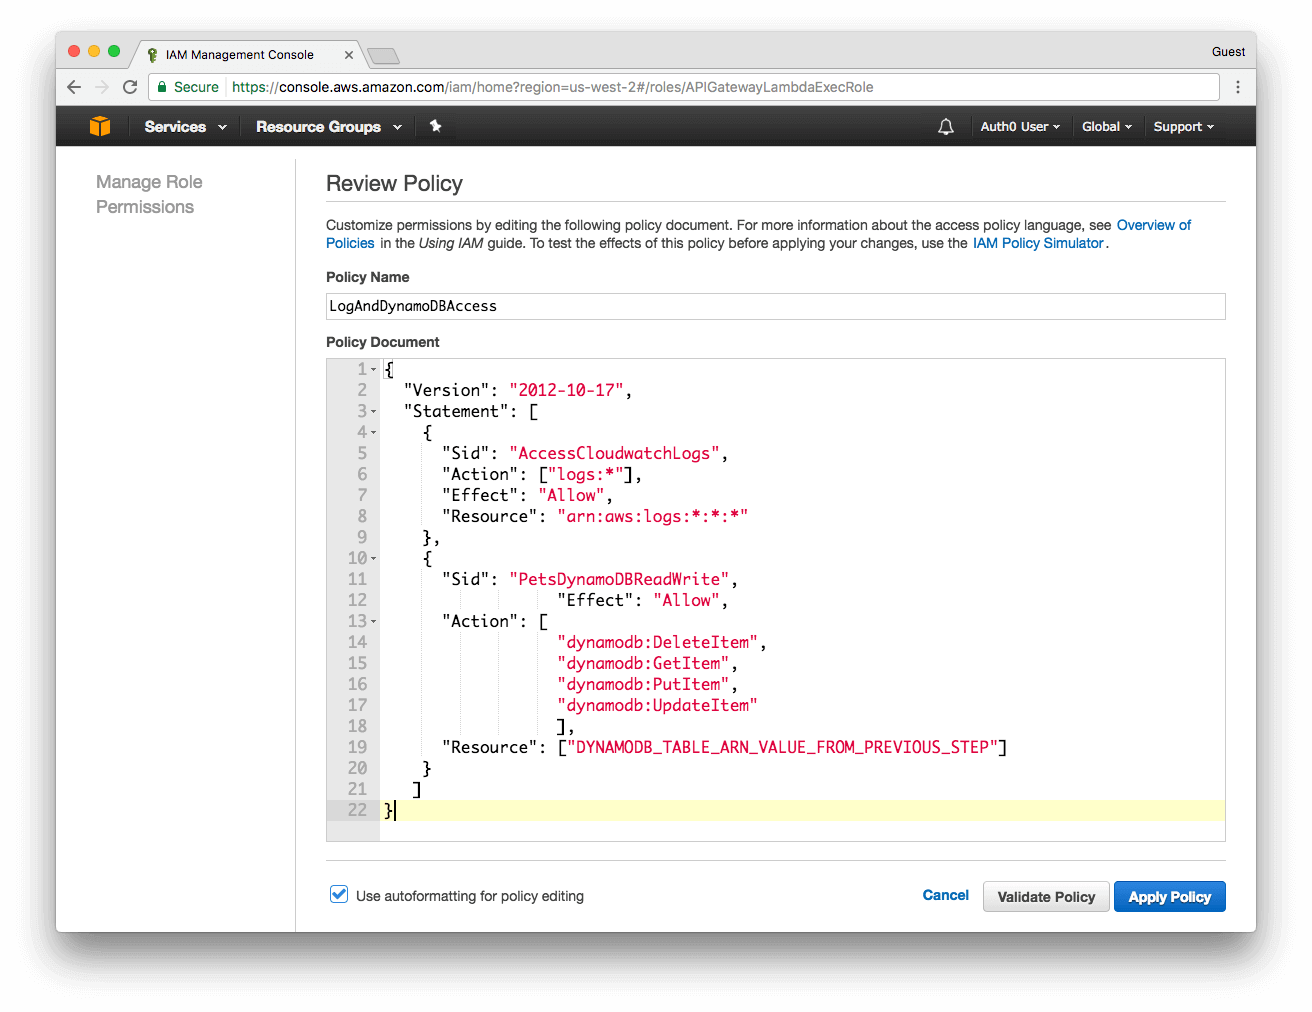 IAM Management Console
Guest
Secure https://console.aws.amazon.com/iam/home?region=us-west-2#/roles/APIGatewayLambdaExecRole
Services Resource Groups Auth0 User Global Support
Manage Role
Permissions
Review Policy
Customize permissions by editing the following policy document. For more information about the access policy language, see Overview of
Policies in the Using IAM guide. To test the effects of this policy before applying your changes, use the IAM Policy Simulator.
Policy Name
LogAndDynamoDBAccess
Policy Document
1 {
2 "Version": "2012-10-17",
3 "Statement": [
4 {
5 "Sid": "AccessCloudwatchLogs",
6 "Action": ["logs:*"],
7 "Effect": "Allow",
8 "Resource": "arn:aws:logs:*:*:*"
9 },
10 {
11 "Sid": "PetsDynamoDBReadWrite",
12 "Effect": "Allow",
13 "Action": [
14 "dynamodb:DeleteItem",
15 "dynamodb:GetItem",
16 "dynamodb:PutItem",
17 "dynamodb:UpdateItem"
18 ],
19 "Resource": ["DYNAMODB_TABLE_ARN_VALUE_FROM_PREVIOUS_STEP"]
20 }
21 ]
22 }
Use autoformatting for policy editing
Cancel Validate Policy Apply Policy